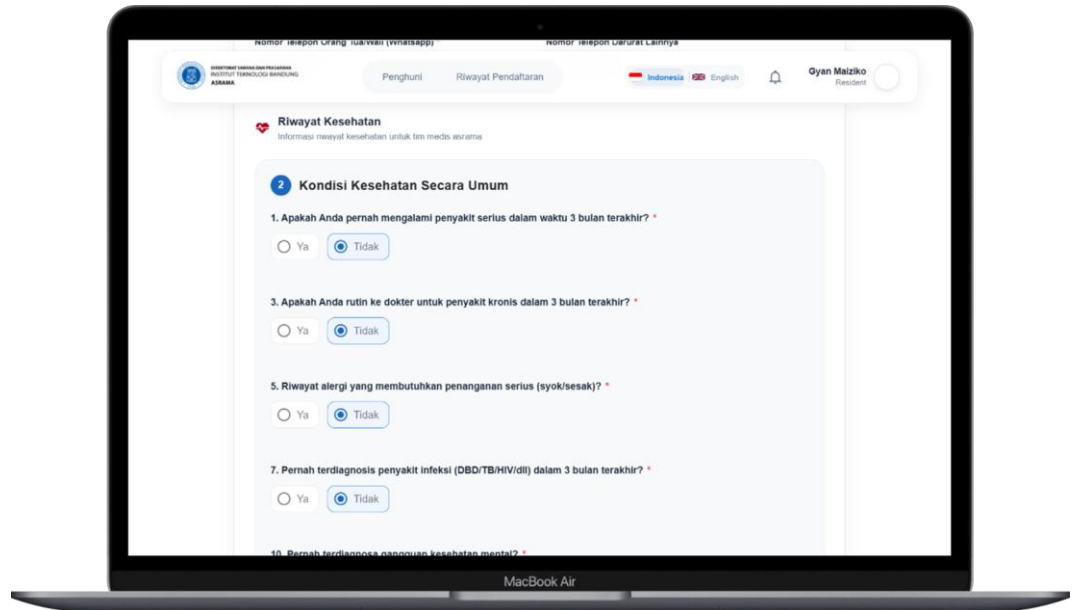 Nomor Telepon Orang Tua/Wali (Whatsapp) *
Nomor Telepon Darurat Lainnya
DIREKTORAT SARANA DAN PRASARANA
INSTITUT TEKNOLOGI BANDUNG
ASRAMA
Penghuni
Riwayat Pendaftaran
Indonesia
English
Gyan Maiziko
Resident
Riwayat Kesehatan
Informasi riwayat kesehatan untuk tim medis asrama
2 Kondisi Kesehatan Secara Umum
1. Apakah Anda pernah mengalami penyakit serius dalam waktu 3 bulan terakhir? *
Ya
Tidak
3. Apakah Anda rutin ke dokter untuk penyakit kronis dalam 3 bulan terakhir? *
Ya
Tidak
5. Riwayat alergi yang membutuhkan penanganan serius (syok/sesak)? *
Ya
Tidak
7. Pernah terdiagnosis penyakit infeksi (DBD/TB/HIV/dll) dalam 3 bulan terakhir? *
Ya
Tidak
10. Pernah terdiagnosa gangguan kesehatan mental? *
MacBook Air